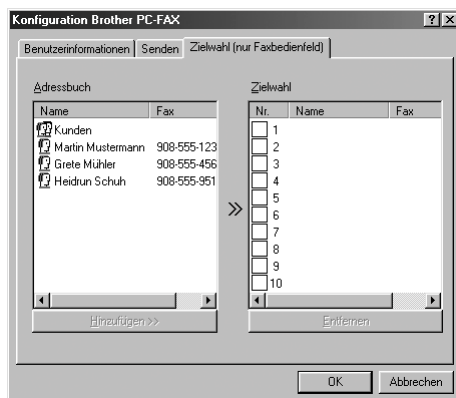 Konfiguration Brother PC-FAX
Benutzerinformationen Senden Zielwahl (nur Faxbedienfeld)
Adressbuch
Name Fax
Kunden
Martin Mustermann 908-555-123
Grete Mühler 908-555-456
Heidrun Schuh 908-555-951
Hinzufügen >>
Zielwahl
Nr. Name Fax
1
2
3
4
5
6
7
8
9
10
Entfernen
OK Abbrechen